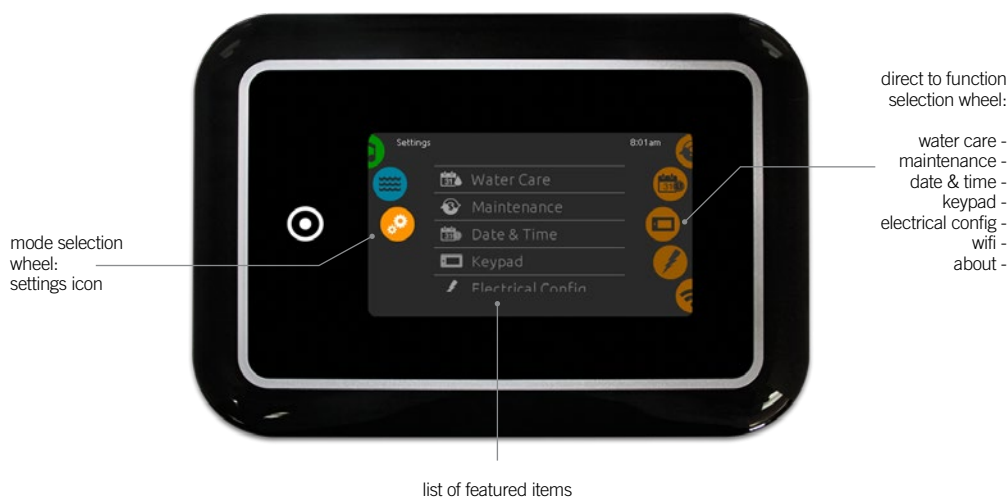 direct to function
selection wheel:
water care -
maintenance -
date & time -
keypad -
electrical config -
wifi -
about -
Settings
8:01am
Water Care
Maintenance
Date & Time
Keypad
Electrical Config
mode selection
wheel:
settings icon
list of featured items